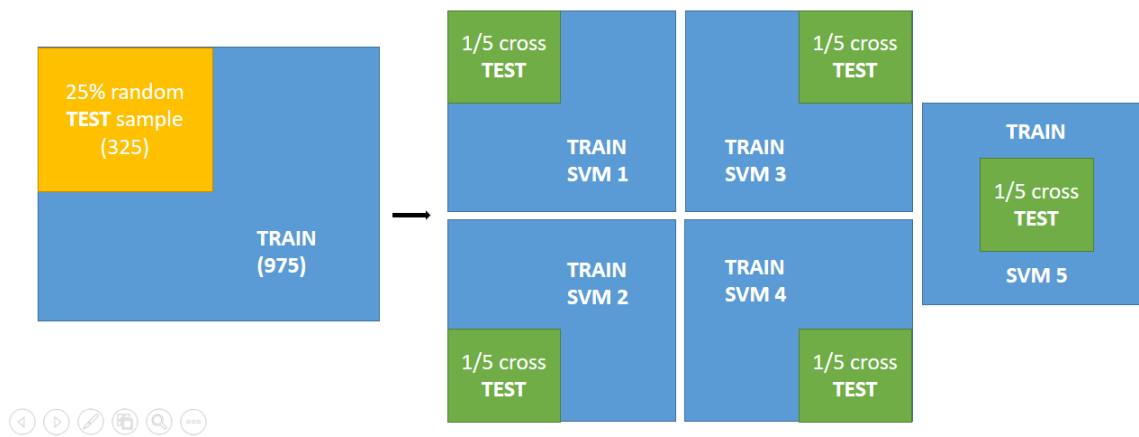 25% random
TEST sample
(325)
TRAIN
(975)
1/5 cross
TEST
TRAIN
SVM 1
1/5 cross
TEST
TRAIN
SVM 3
TRAIN
SVM 2
1/5 cross
TEST
TRAIN
SVM 4
1/5 cross
TEST
TRAIN
1/5 cross
TEST
SVM 5